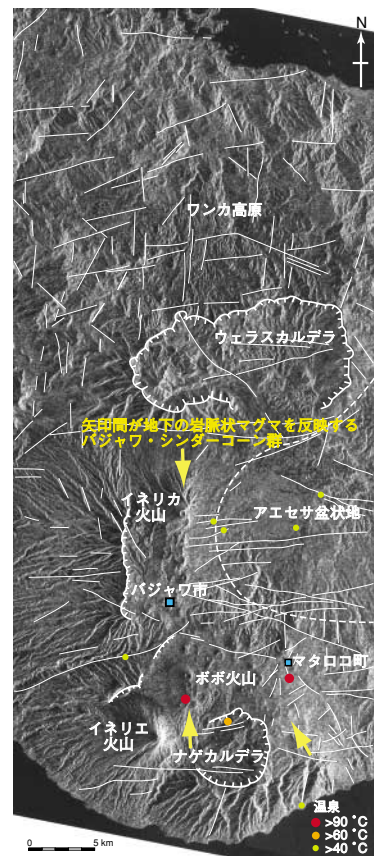 N
ワンカ高原
ウェラスカルデラ
矢印間が地下の岩脈状マグマを反映する
バジャワ・シンダーコーン群
イネリカ
火山
アエセサ盆状地
バジャワ市
マタロコ町
ボボ火山
イネリエ
火山
ナゲカルデラ
温泉
>90 °C
>60 °C
>40 °C
0 5 km